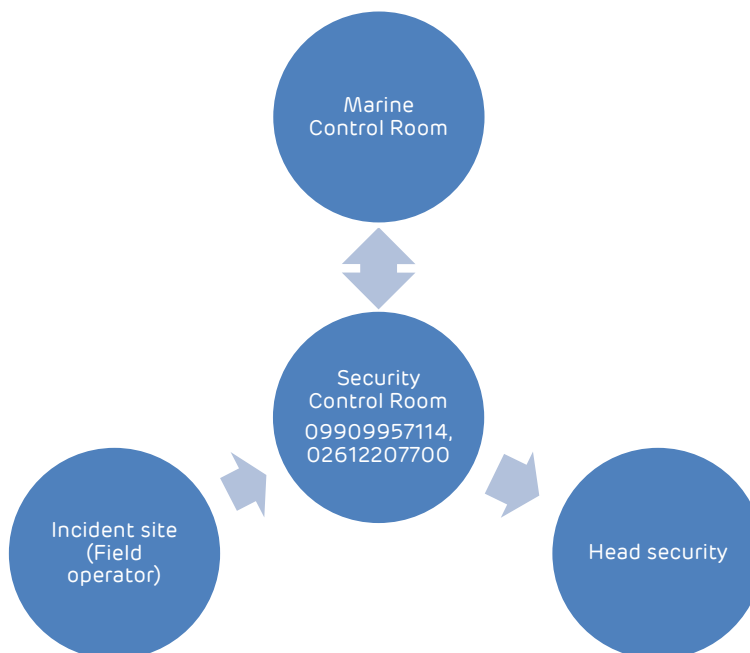 Marine
Control Room
Security
Control Room
09909957114,
02612207700
Incident site
(Field
operator)
Head security